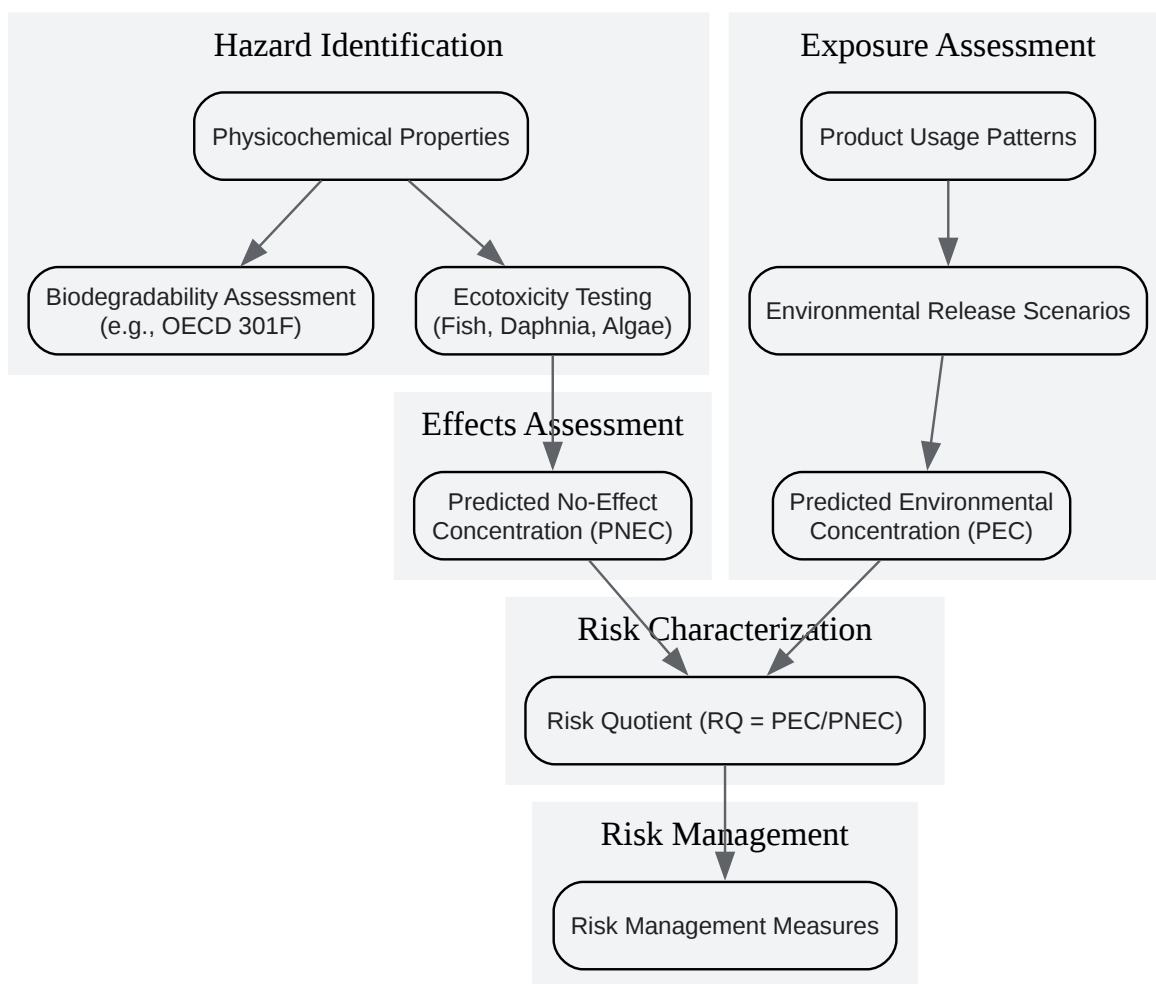 Hazard Identification
Physicochemical Properties
Biodegradability Assessment
(e.g., OECD 301F)
Ecotoxicity Testing
(Fish, Daphnia, Algae)
Exposure Assessment
Product Usage Patterns
Environmental Release Scenarios
Predicted Environmental
Concentration (PEC)
Effects Assessment
Predicted No-Effect
Concentration (PNEC)
Risk Characterization
Risk Quotient (RQ = PEC/PNEC)
Risk Management
Risk Management Measures